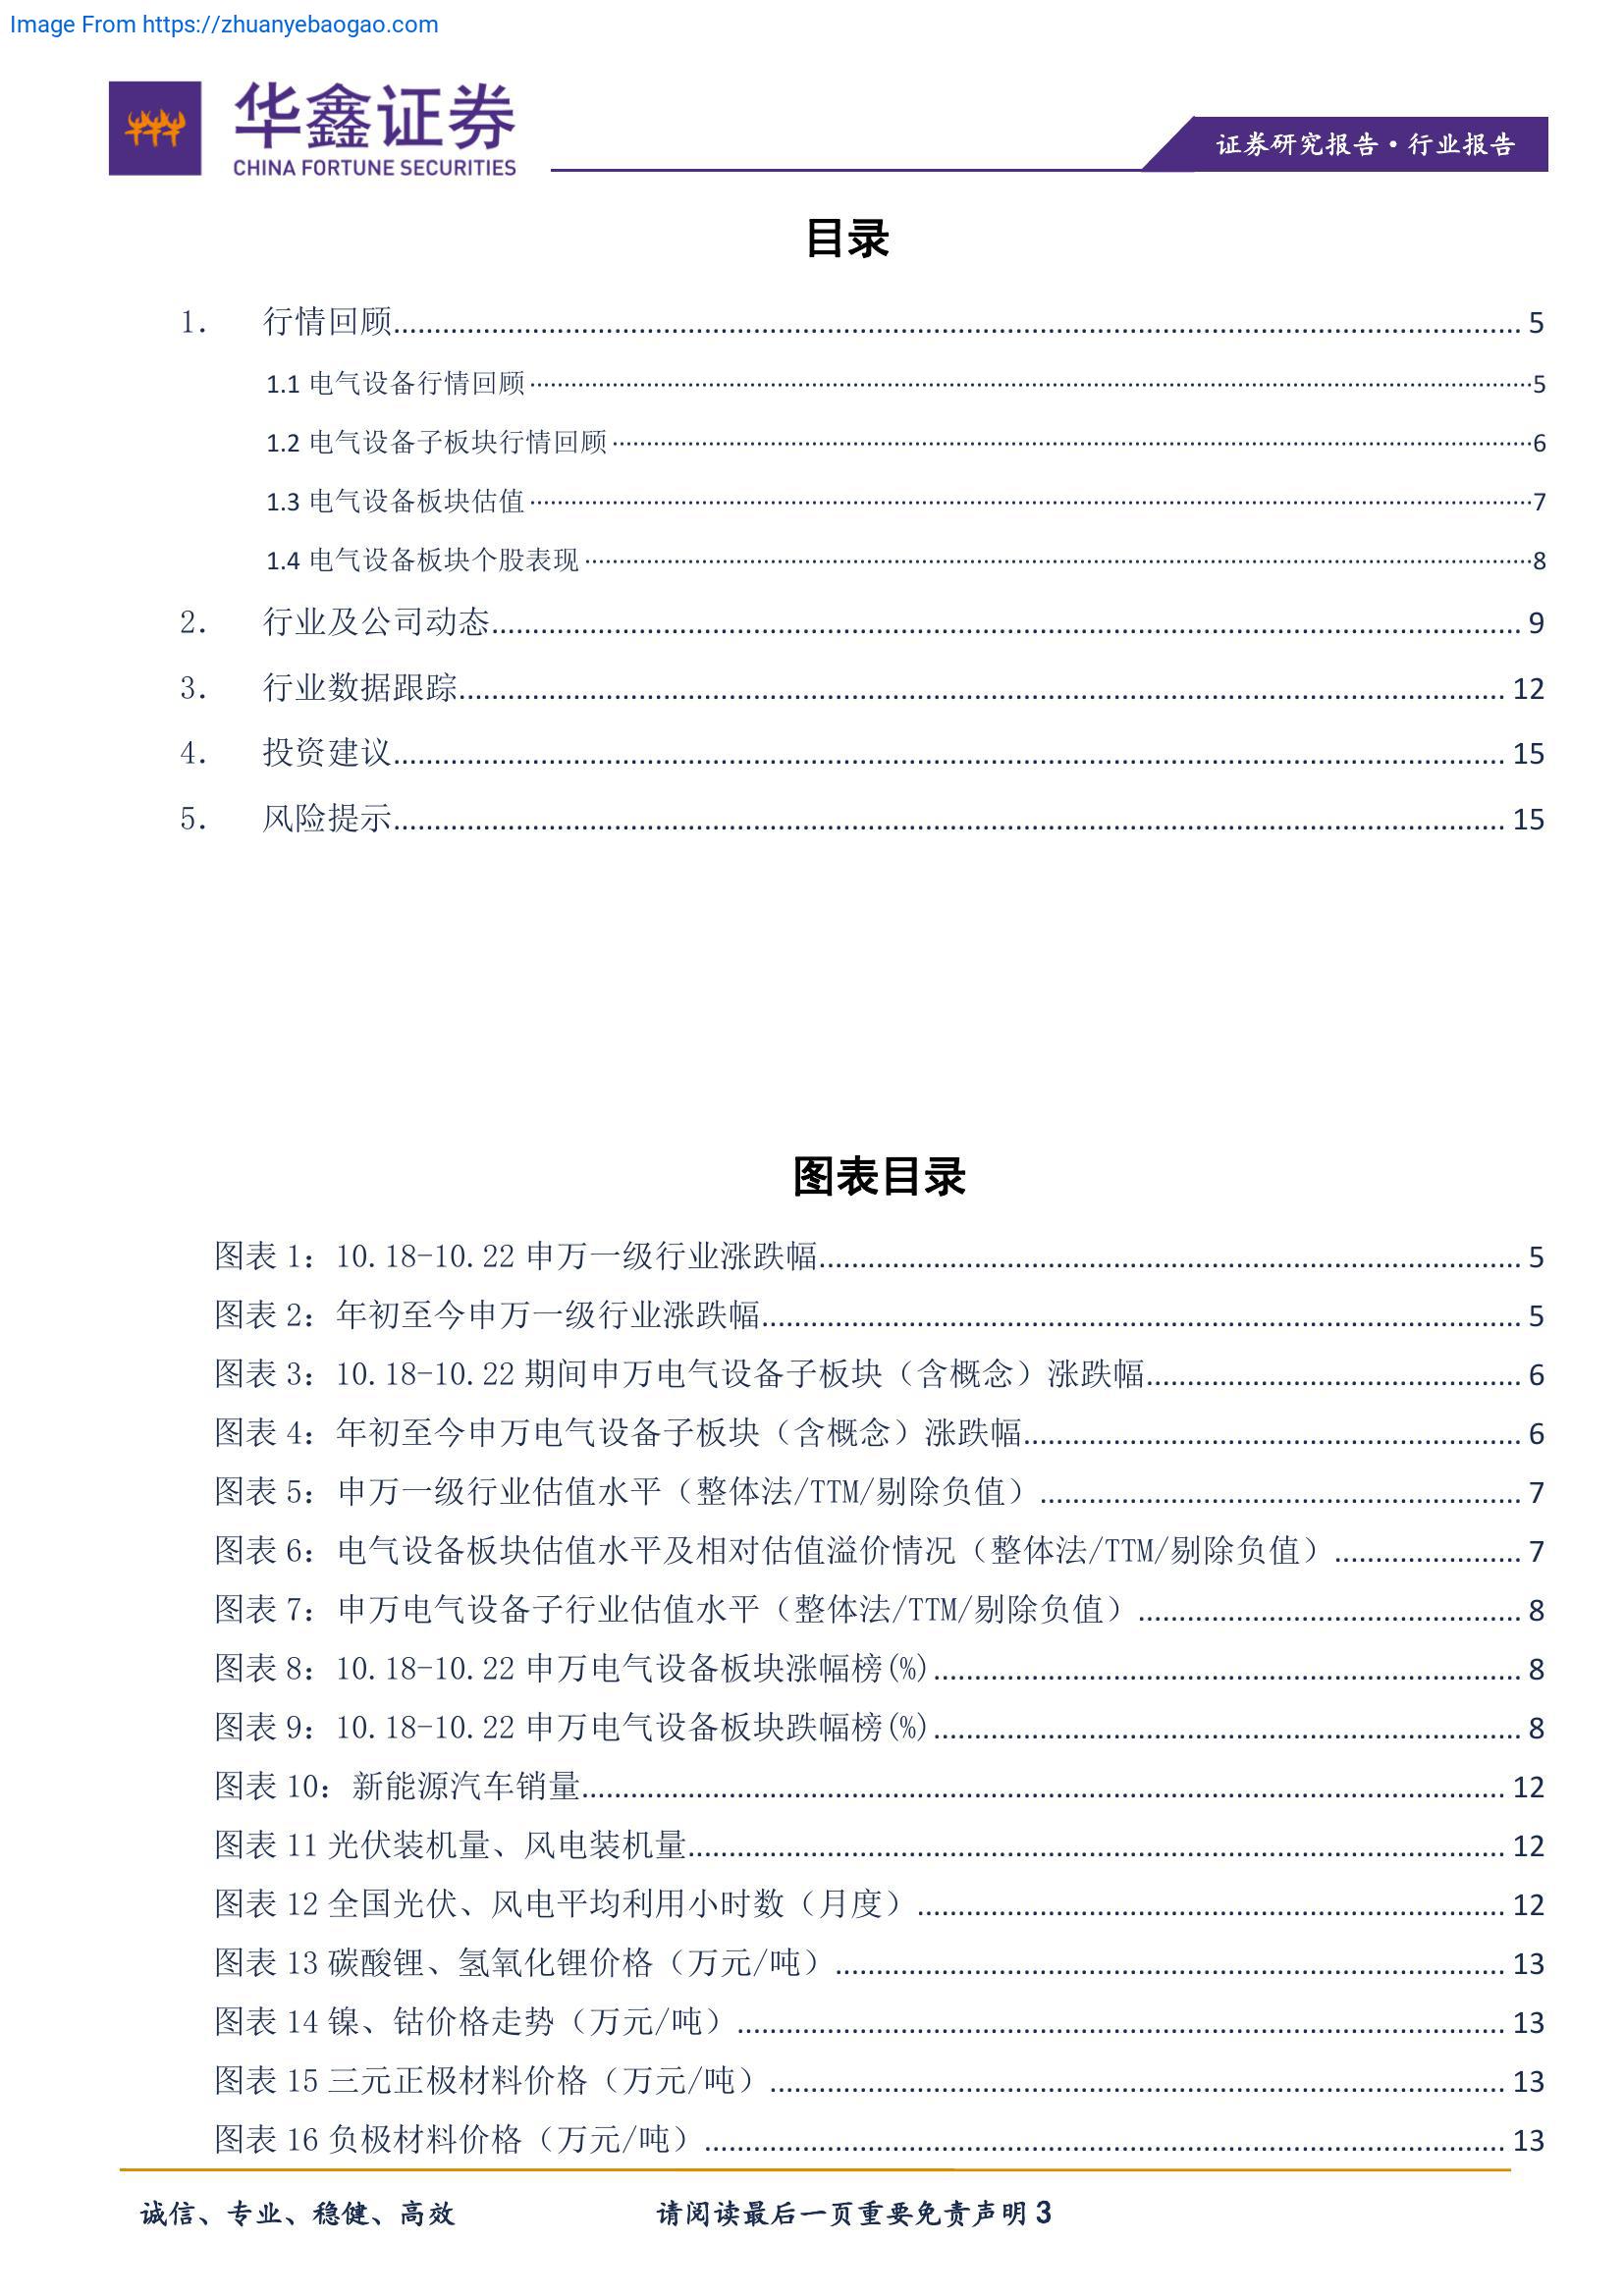 Image From https://zhuanyebaogao.com
华鑫证券
CHINA FORTUNE SECURITIES
证券研究报告·行业报告
目录
1. 行情回顾 5
1.1 电气设备行情回顾 5
1.2 电气设备子板块行情回顾 6
1.3 电气设备板块估值 7
1.4 电气设备板块个股表现 8
2. 行业及公司动态 9
3. 行业数据跟踪 12
4. 投资建议 15
5. 风险提示 15
图表目录
图表 1：10.18-10.22 申万一级行业涨跌幅 5
图表 2：年初至今申万一级行业涨跌幅 5
图表 3：10.18-10.22 期间申万电气设备子板块（含概念）涨跌幅 6
图表 4：年初至今申万电气设备子板块（含概念）涨跌幅 6
图表 5：申万一级行业估值水平（整体法/TTM/剔除负值） 7
图表 6：电气设备板块估值水平及相对估值溢价情况（整体法/TTM/剔除负值） 7
图表 7：申万电气设备子行业估值水平（整体法/TTM/剔除负值） 8
图表 8：10.18-10.22 申万电气设备板块涨幅榜(%) 8
图表 9：10.18-10.22 申万电气设备板块跌幅榜(%) 8
图表 10：新能源汽车销量 12
图表 11 光伏装机量、风电装机量 12
图表 12 全国光伏、风电平均利用小时数（月度） 12
图表 13 碳酸锂、氢氧化锂价格（万元/吨） 13
图表 14 镍、钴价格走势（万元/吨） 13
图表 15 三元正极材料价格（万元/吨） 13
图表 16 负极材料价格（万元/吨） 13
诚信、专业、稳健、高效 请阅读最后一页重要免责声明 3